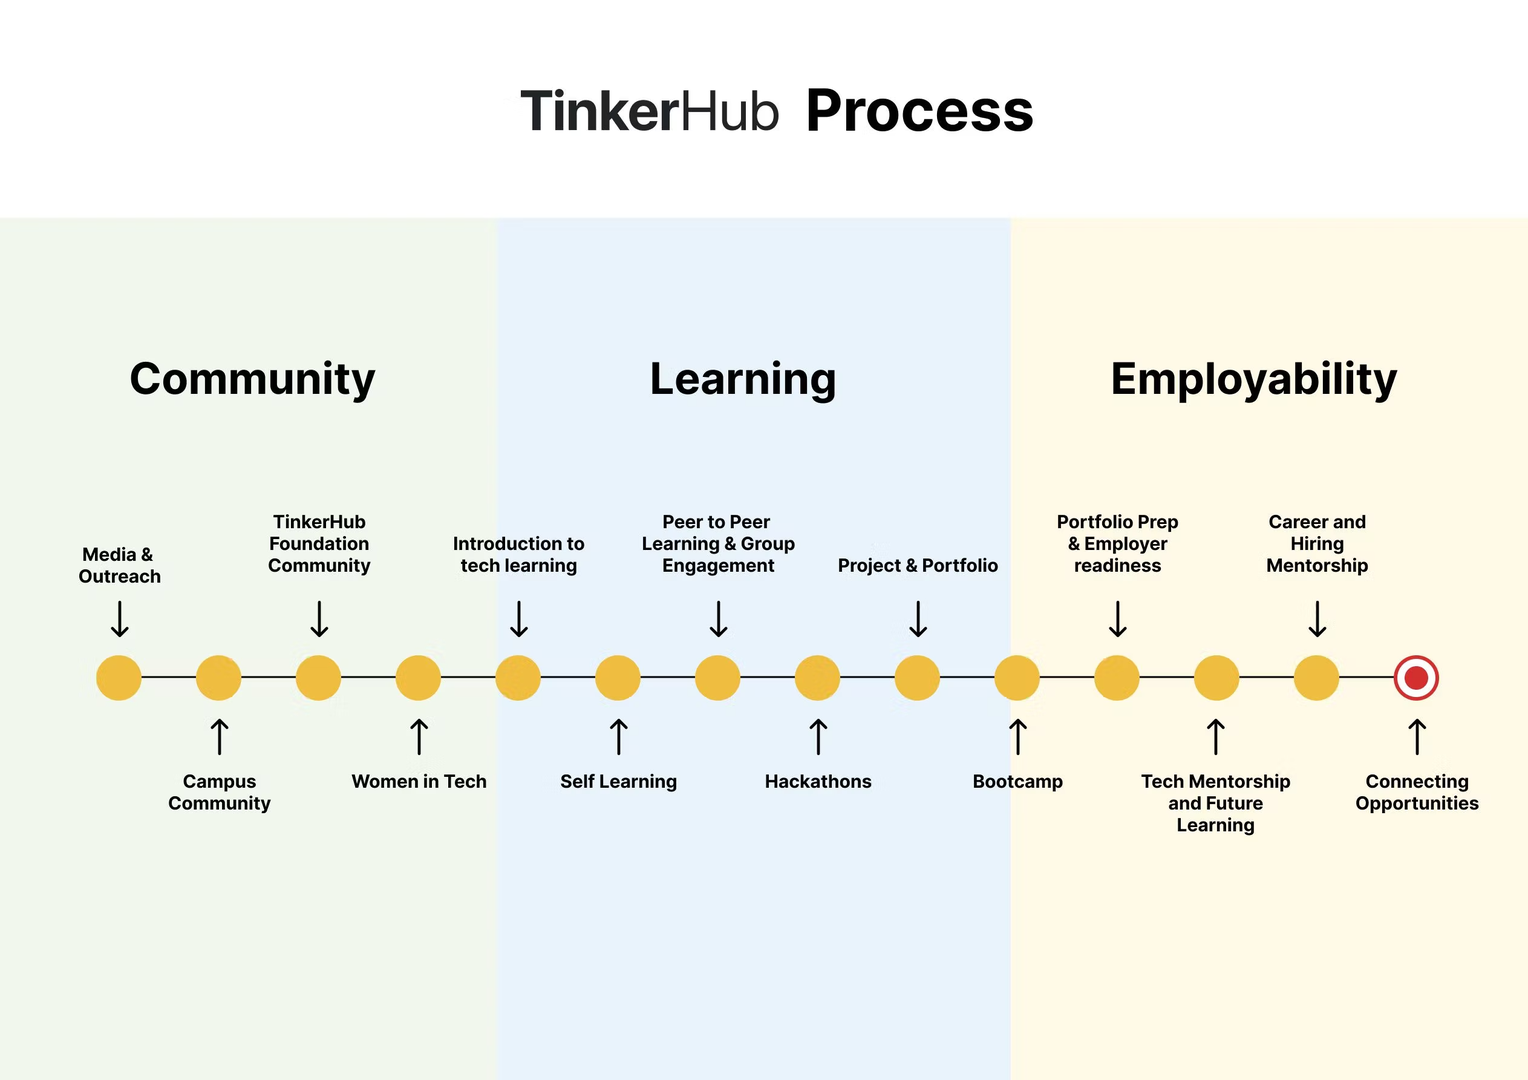 TinkerHub Process
Community
Learning
Employability
Media &
Outreach
Campus
Community
TinkerHub
Foundation
Community
Women in Tech
Introduction to
tech learning
Self Learning
Peer to Peer
Learning & Group
Engagement
Hackathons
Project & Portfolio
Bootcamp
Portfolio Prep
& Employer
readiness
Tech Mentorship
and Future
Learning
Career and
Hiring
Mentorship
Connecting
Opportunities